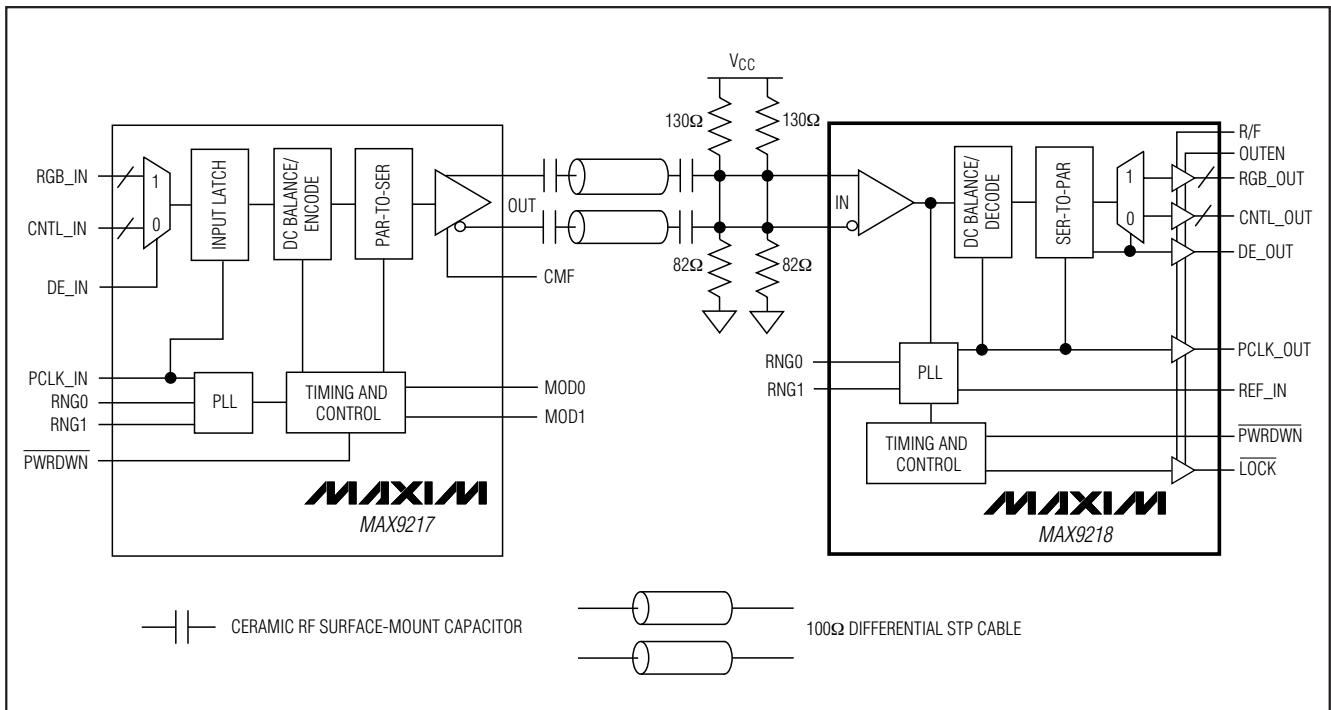 VCC
130Ω
130Ω
82Ω
82Ω
RGB_IN
CNTL_IN
DE_IN
PCLK_IN
RNG0
RNG1
PWRDWN
1
0
INPUT LATCH
DC BALANCE/
ENCODE
PAR-TO-SER
OUT
CMF
PLL
TIMING AND
CONTROL
MOD0
MOD1
MAXIM
MAX9217
IN
DC BALANCE/
DECODE
SER-TO-PAR
1
0
R/F
OUTEN
RGB_OUT
CNTL_OUT
DE_OUT
PCLK_OUT
RNG0
RNG1
PLL
REF_IN
TIMING AND
CONTROL
PWRDWN
LOCK
MAXIM
MAX9218
CERAMIC RF SURFACE-MOUNT CAPACITOR
100Ω DIFFERENTIAL STP CABLE